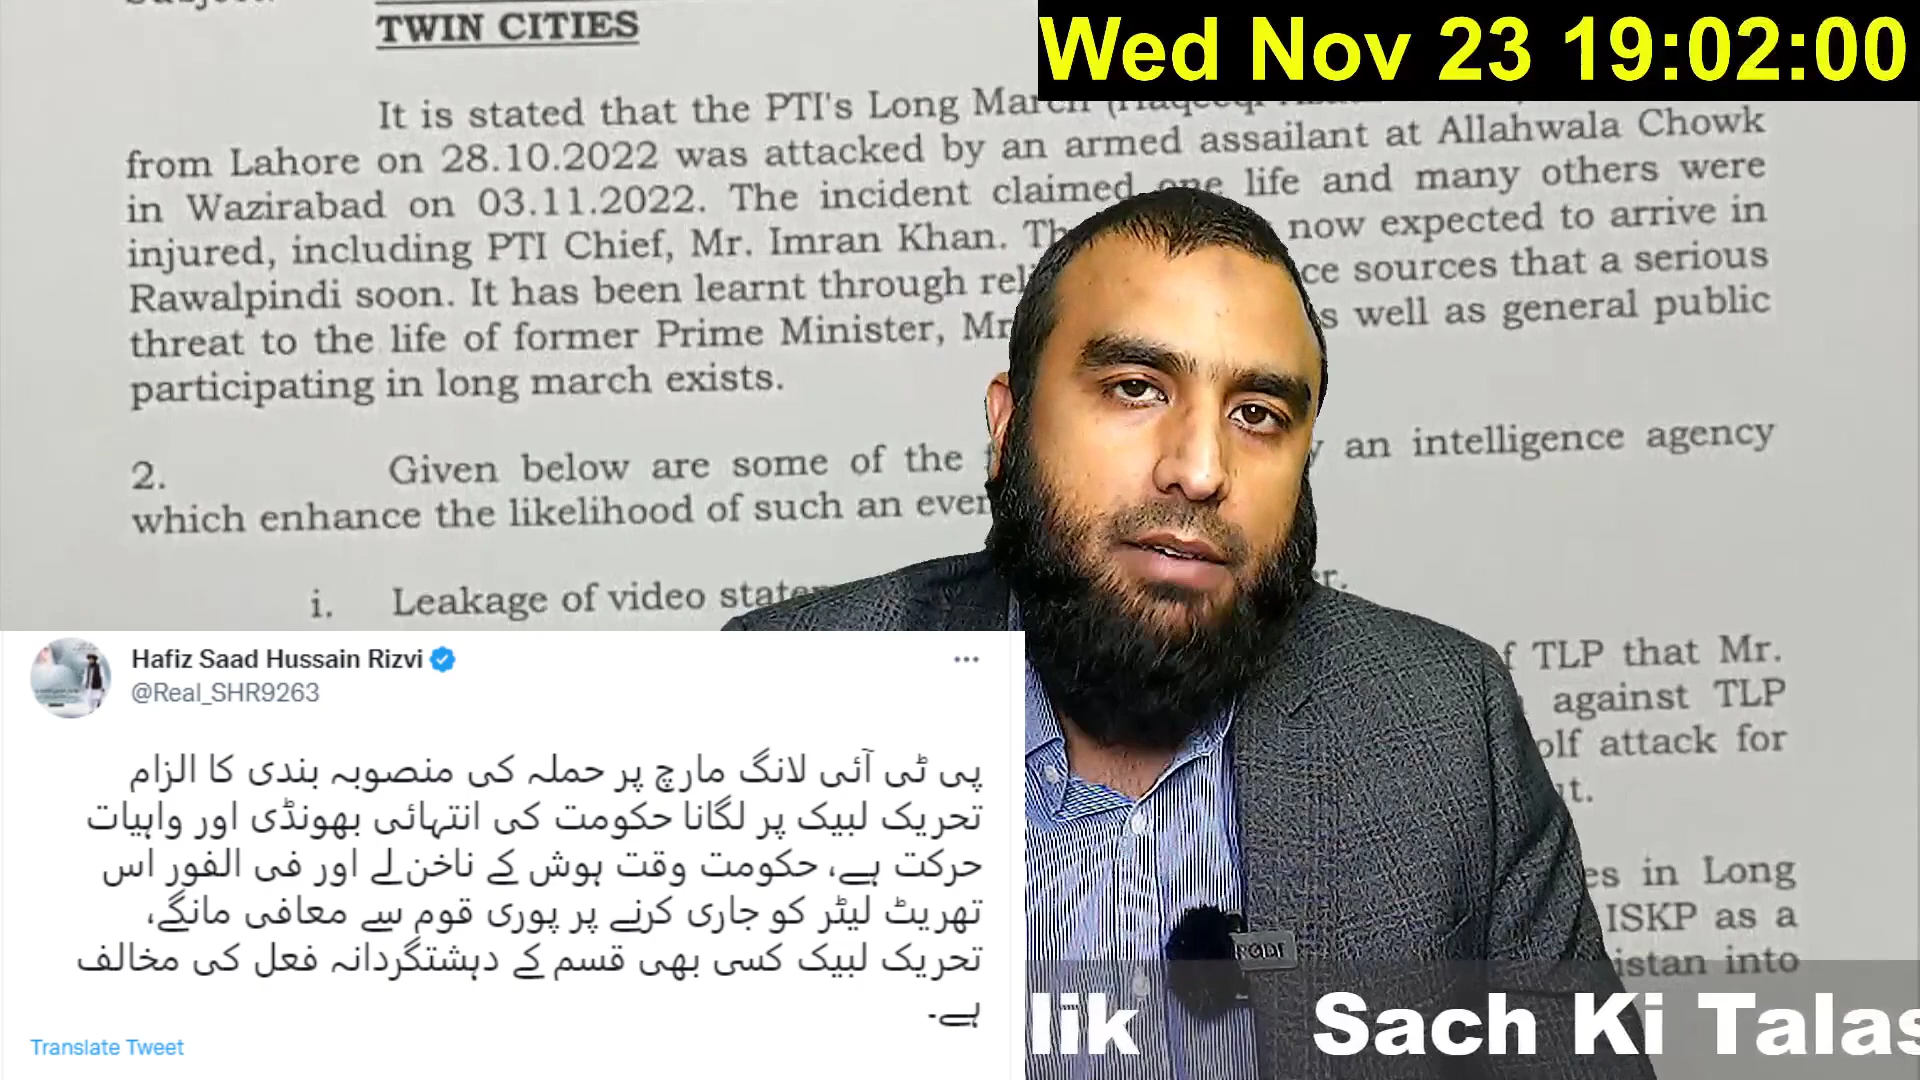 TWIN CITIES
Wed Nov 23 19:02:00
It is stated that the PTI's Long March
from Lahore on 28.10.2022 was attacked by an armed assailant at Allahwala Chowk
in Wazirabad on 03.11.2022. The incident claimed one life and many others were
injured, including PTI Chief, Mr. Imran Khan. now expected to arrive in
Rawalpindi soon. It has been learnt through sources that a serious
threat to the life of former Prime Minister, as well as general public
participating in long march exists.
2. Given below are some of the an intelligence agency
which enhance the likelihood of such an
i. Leakage of video
TLP that Mr.
against TLP
attack for
in Long
ISKP as a
into
Hafiz Saad Hussain Rizvi
@Real_SHR9263
پی ٹی آئی لانگ مارچ پر حملہ کی منصوبہ بندی کا الزام
تحریک لبیک پر لگانا حکومت کی انتہائی بھونڈی اور واہیات
حرکت ہے، حکومت وقت ہوش کے ناخن لے اور فی الفور اس
تھریٹ لیٹر کو جاری کرنے پر پوری قوم سے معافی مانگے،
تحریک لبیک کسی بھی قسم کے دہشتگردانہ فعل کی مخالف
ہے۔
Translate Tweet
lik Sach Ki Talas